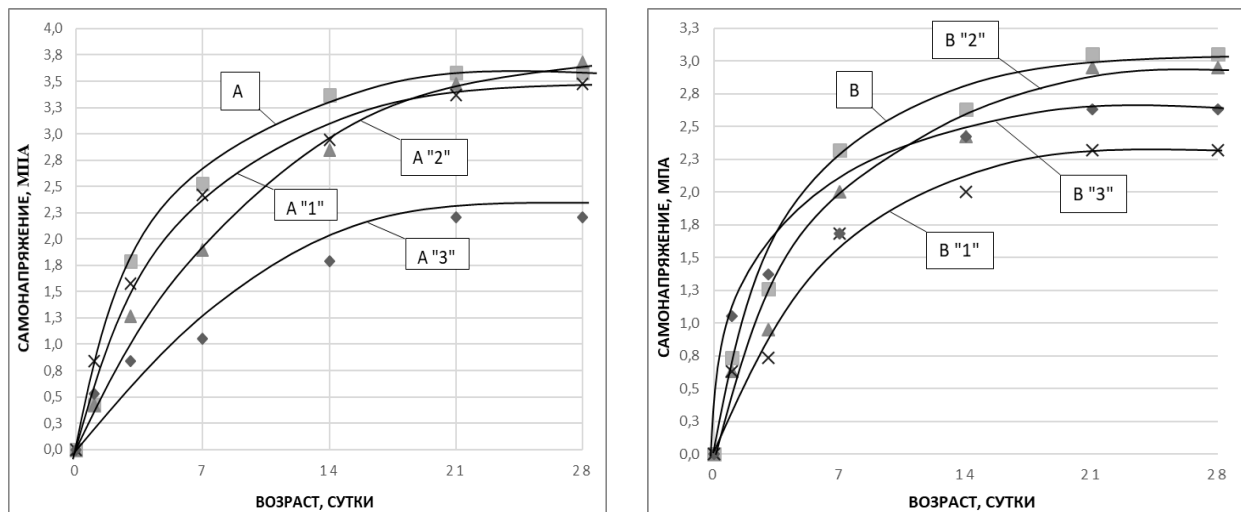 САМОНАПРЯЖЕНИЕ, МПА
4,0
3,8
3,5
3,3
3,0
2,8
2,5
2,3
2,0
1,8
1,5
1,3
1,0
0,8
0,5
0,3
0,0
A
A "2"
A "1"
A "3"
0 7 14 21 28
ВОЗРАСТ, СУТКИ
САМОНАПРЯЖЕНИЕ, МПА
3,3
3,0
2,8
2,5
2,3
2,0
1,8
1,5
1,3
1,0
0,8
0,5
0,3
0,0
B "2"
B
B "3"
B "1"
0 7 14 21 28
ВОЗРАСТ, СУТКИ